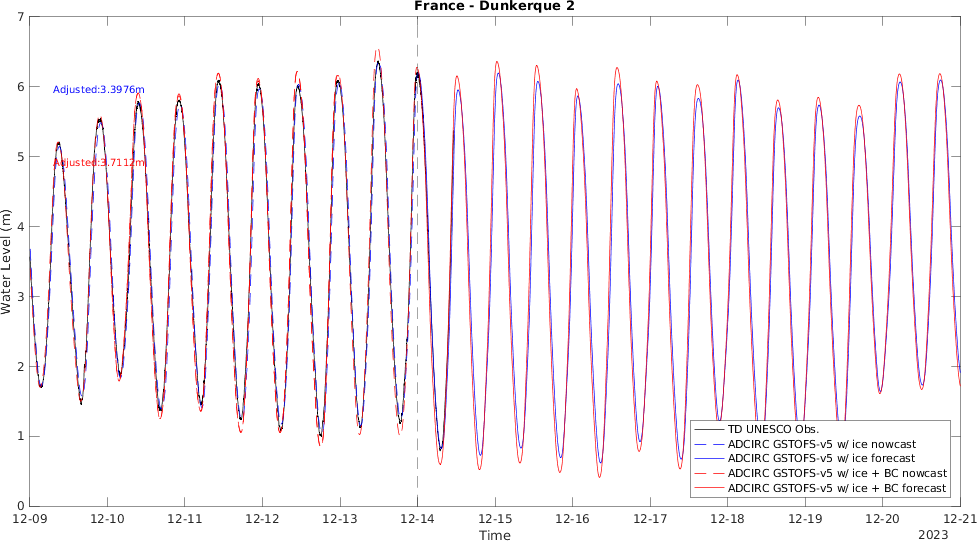 France - Dunkerque 2
7
6
5
4
3
2
1
0
Water Level (m)
Adjusted:3.3976m
Adjusted:3.7112m
TD UNESCO Obs.
ADCIRC GSTOFS-v5 w/ ice nowcast
ADCIRC GSTOFS-v5 w/ ice forecast
ADCIRC GSTOFS-v5 w/ ice + BC nowcast
ADCIRC GSTOFS-v5 w/ ice + BC forecast
12-09 12-10 12-11 12-12 12-13 12-14 12-15 12-16 12-17 12-18 12-19 12-20 12-21
Time
2023